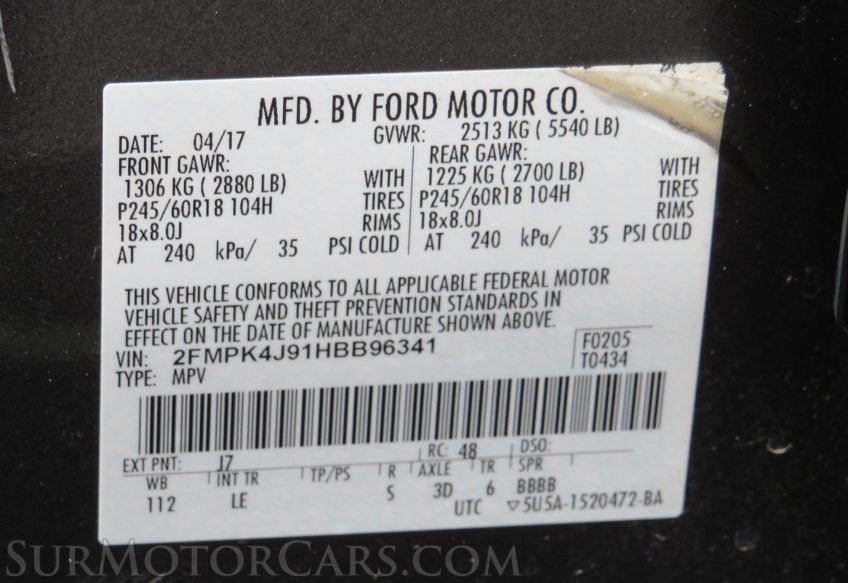 MFD. BY FORD MOTOR CO.
DATE: 04/17 GVWR: 2513 KG ( 5540 LB)
FRONT GAWR: REAR GAWR:
1306 KG ( 2880 LB) WITH 1225 KG ( 2700 LB) WITH
P245/60R18 104H TIRES P245/60R18 104H TIRES
18x8.0J RIMS 18x8.0J RIMS
AT 240 kPa/ 35 PSI COLD AT 240 kPa/ 35 PSI COLD
THIS VEHICLE CONFORMS TO ALL APPLICABLE FEDERAL MOTOR
VEHICLE SAFETY AND THEFT PREVENTION STANDARDS IN
EFFECT ON THE DATE OF MANUFACTURE SHOWN ABOVE.
VIN: 2FMPK4J91HBB96341 F0205
TYPE: MPV T0434
EXT PNT: J7 RC: 48 DSO:
WB INT TR TP/PS R AXLE TR SPR
112 LE S 3D 6 BBBB
UTC ▽5U5A-1520472-BA
SurMotorCars.com